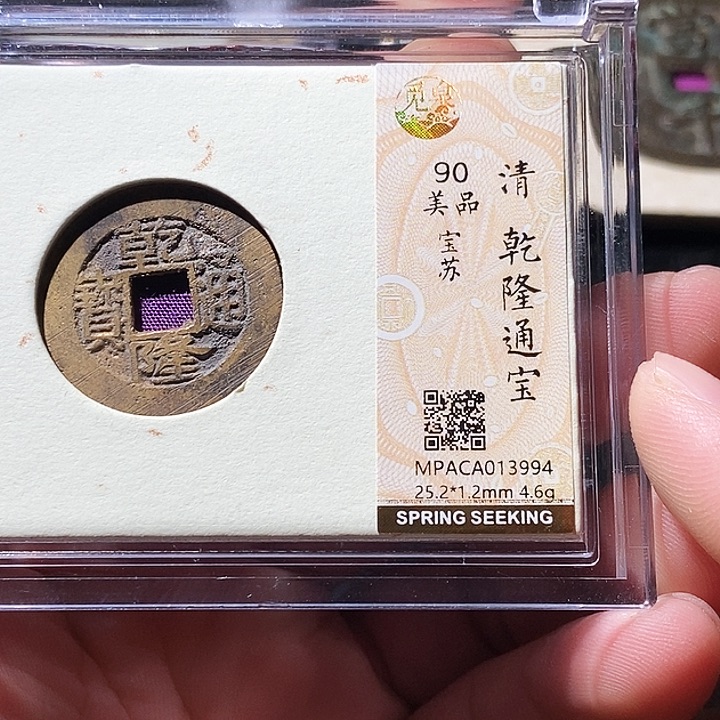 乾隆通寶
觅泉
清 乾隆通宝
90
美品
宝苏
MPACA013994
25.2*1.2mm 4.6g
SPRING SEEKING